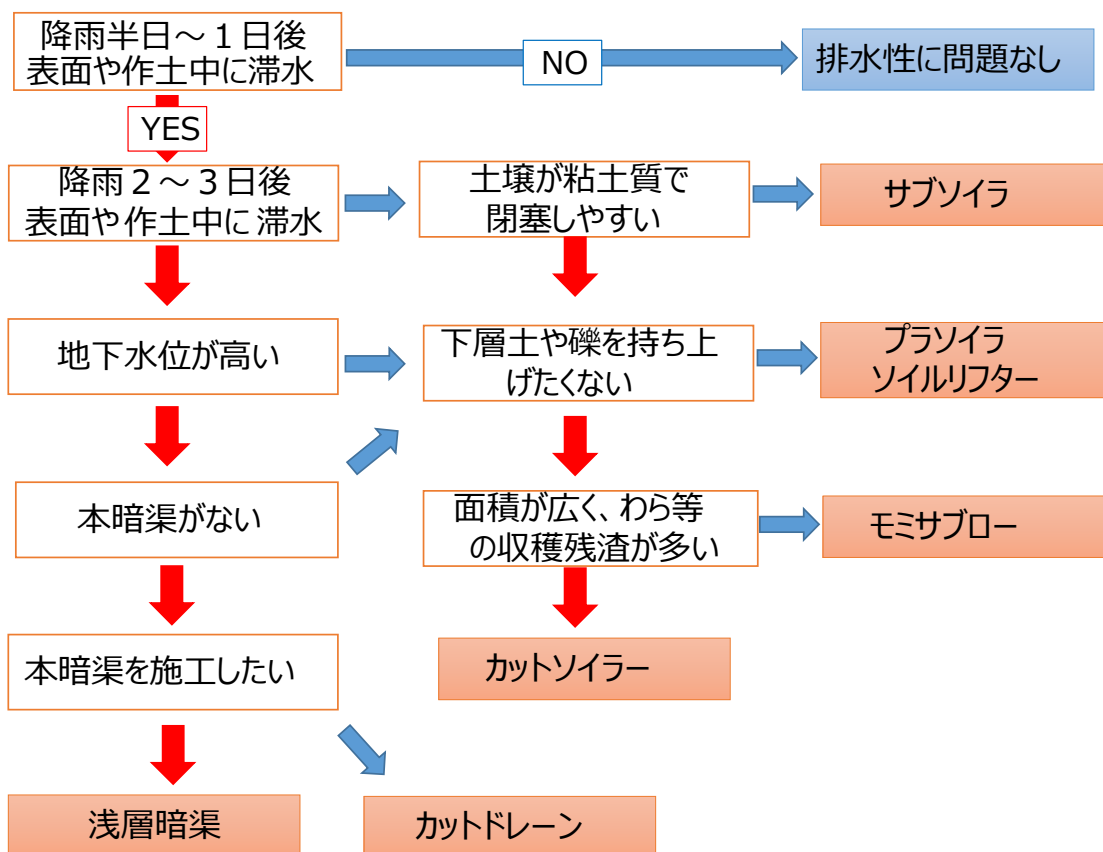 降雨半日～１日後
表面や作土中に滞水
NO
排水性に問題なし
YES
降雨２～３日後
表面や作土中に滞水
土壌が粘土質で
閉塞しやすい
サブソイラ
地下水位が高い
下層土や礫を持ち上
げたくない
プラソイラ
ソイルリフター
本暗渠がない
面積が広く、わら等
の収穫残渣が多い
モミサブロー
本暗渠を施工したい
カットソイラー
浅層暗渠
カットドレーン